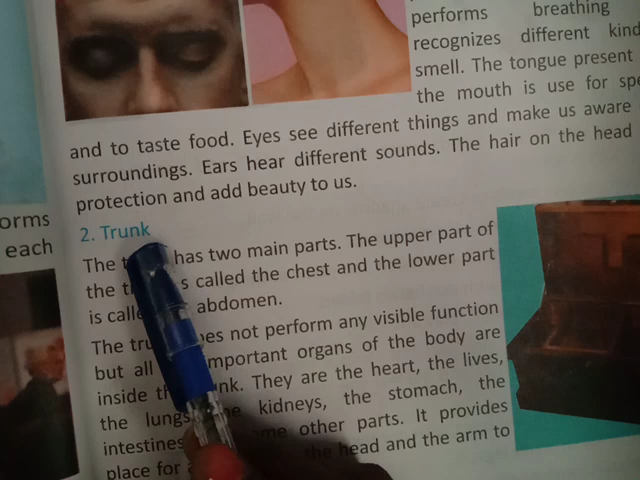 performs breathing
recognizes different kind
smell. The tongue present
the mouth is use for spe
and to taste food. Eyes see different things and make us aware
surroundings. Ears hear different sounds. The hair on the head
protection and add beauty to us.
orms
each
2. Trunk
The has two main parts. The upper part of
the s called the chest and the lower part
is calle abdomen.
The tru es not perform any visible function
but all important organs of the body are
inside nk. They are the heart, the lives,
the lungs kidneys, the stomach, the
intestines me other parts. It provides
place for the head and the arm to